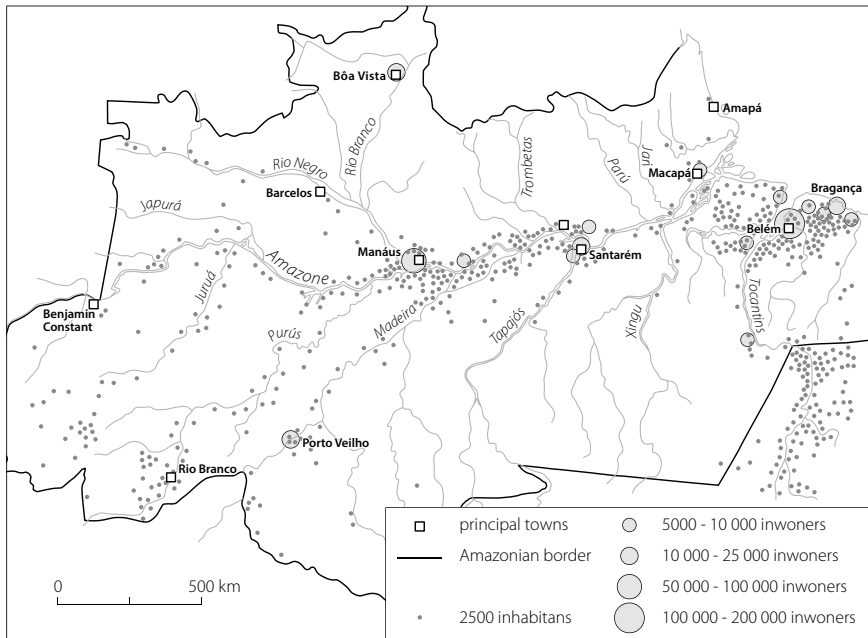 Bôa Vista
Amapá
Rio Branco
Rio Negro
Trombetas
Parú
Jari
Macapá
Bragança
Barcelos
Japurá
Belém
Manáus
Santarém
Amazone
Benjamin
Constant
Juruá
Purús
Madeira
Tapajós
Xingu
Tocantins
Porto Veilho
Rio Branco
principal towns
Amazonian border
2500 inhabitans
5000 - 10 000 inwoners
10 000 - 25 000 inwoners
50 000 - 100 000 inwoners
100 000 - 200 000 inwoners
0 500 km